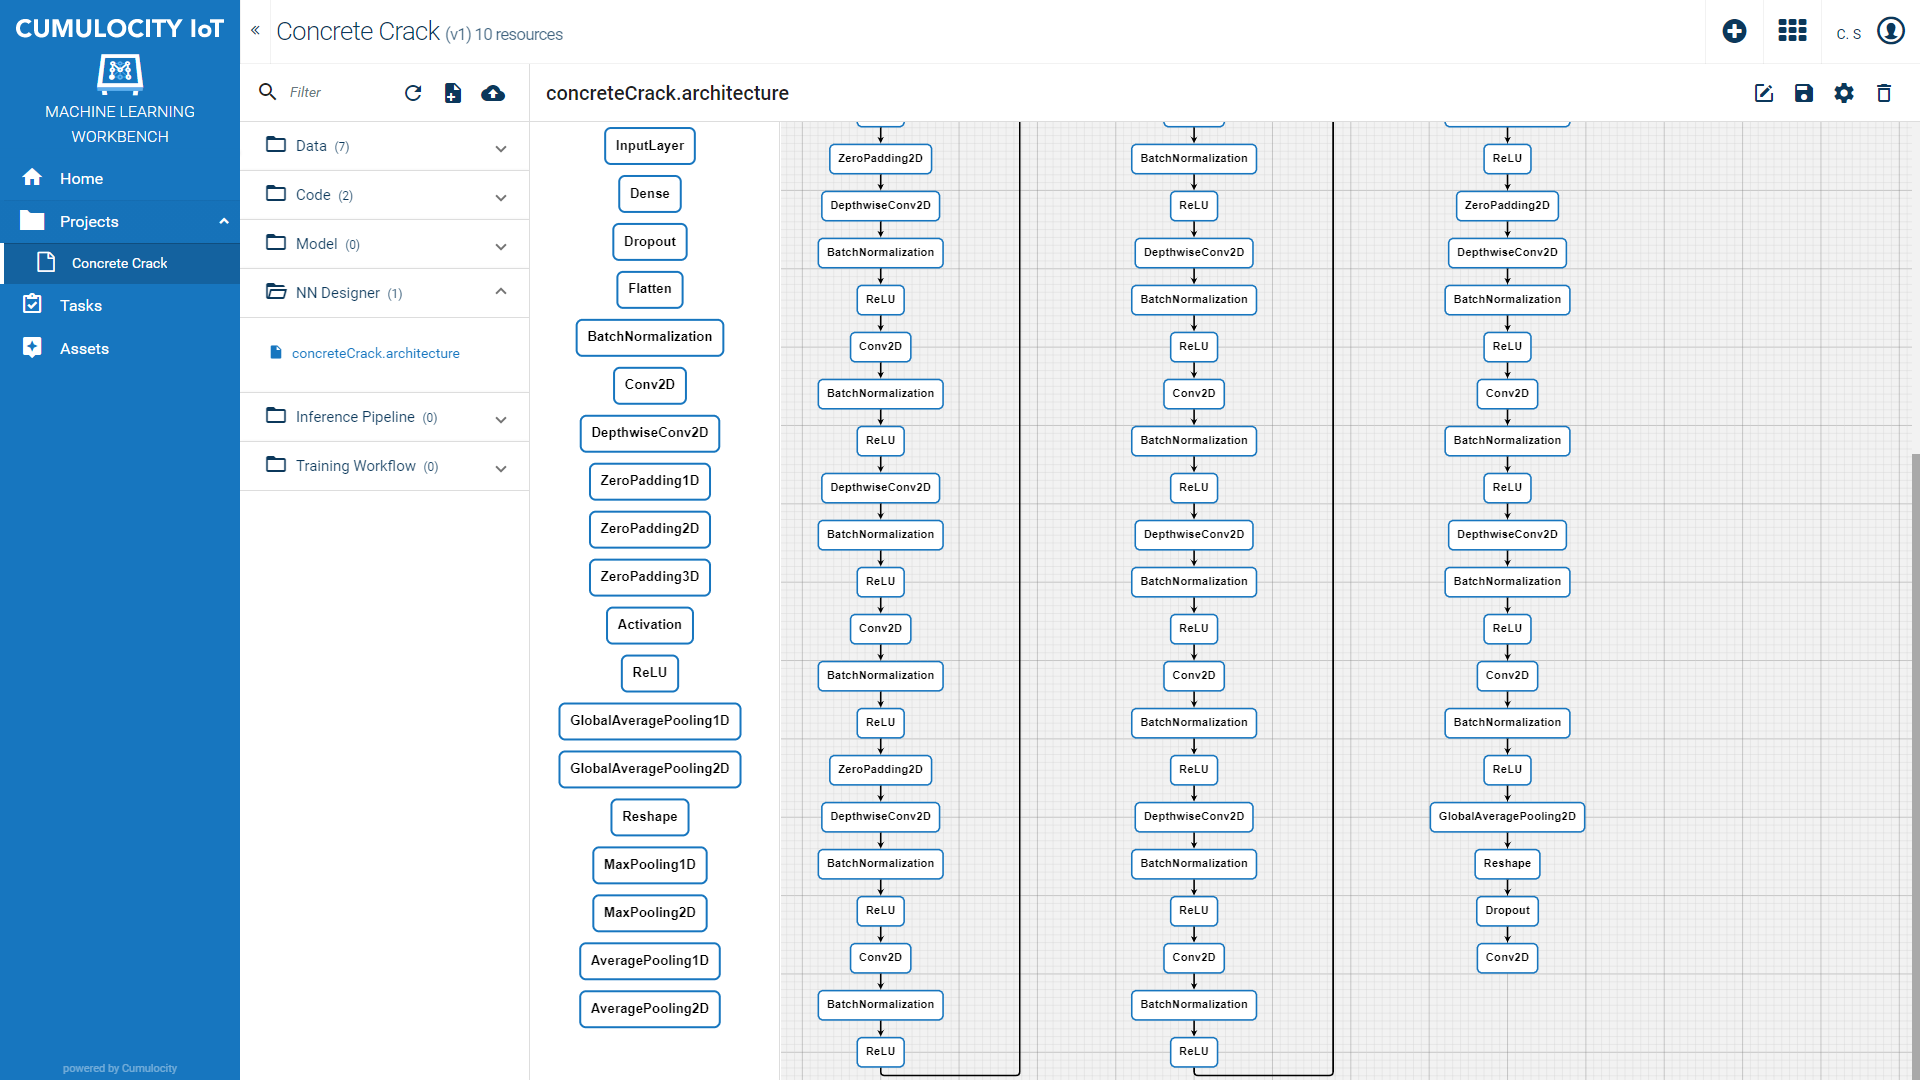 CUMULOCITY IoT
MACHINE LEARNING
WORKBENCH
Home
Projects
Concrete Crack
Tasks
Assets
powered by Cumulocity
Concrete Crack (v1) 10 resources
C. S
Filter
Data (7)
Code (2)
Model (0)
NN Designer (1)
concreteCrack.architecture
Inference Pipeline (0)
Training Workflow (0)
concreteCrack.architecture
InputLayer
Dense
Dropout
Flatten
BatchNormalization
Conv2D
DepthwiseConv2D
ZeroPadding1D
ZeroPadding2D
ZeroPadding3D
Activation
ReLU
GlobalAveragePooling1D
GlobalAveragePooling2D
Reshape
MaxPooling1D
MaxPooling2D
AveragePooling1D
AveragePooling2D
ZeroPadding2D
DepthwiseConv2D
BatchNormalization
ReLU
Conv2D
BatchNormalization
ReLU
DepthwiseConv2D
BatchNormalization
ReLU
Conv2D
BatchNormalization
ReLU
ZeroPadding2D
DepthwiseConv2D
BatchNormalization
ReLU
Conv2D
BatchNormalization
ReLU
BatchNormalization
ReLU
DepthwiseConv2D
BatchNormalization
ReLU
Conv2D
BatchNormalization
ReLU
DepthwiseConv2D
BatchNormalization
ReLU
Conv2D
BatchNormalization
ReLU
DepthwiseConv2D
BatchNormalization
ReLU
Conv2D
BatchNormalization
ReLU
ReLU
ZeroPadding2D
DepthwiseConv2D
BatchNormalization
ReLU
Conv2D
BatchNormalization
ReLU
DepthwiseConv2D
BatchNormalization
ReLU
Conv2D
BatchNormalization
ReLU
GlobalAveragePooling2D
Reshape
Dropout
Conv2D